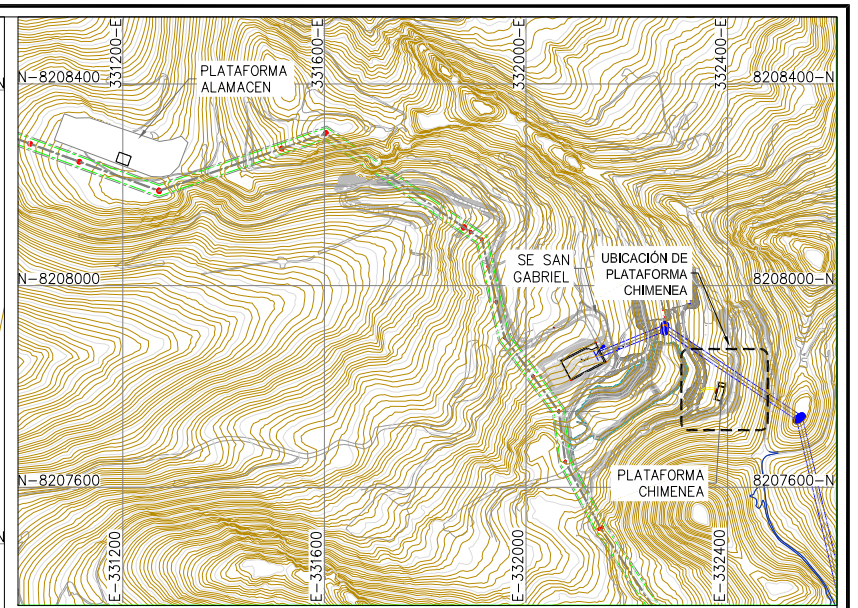 331200-E
331600-E
332000-E
332400-E
N-8208400
8208400-N
PLATAFORMA
ALAMACEN
SE SAN
GABRIEL
UBICACIÓN DE
PLATAFORMA
CHIMENEA
N-8208000
8208000-N
PLATAFORMA
CHIMENEA
N-8207600
8207600-N
E-331200
E-331600
E-332000
E-332400
N
N